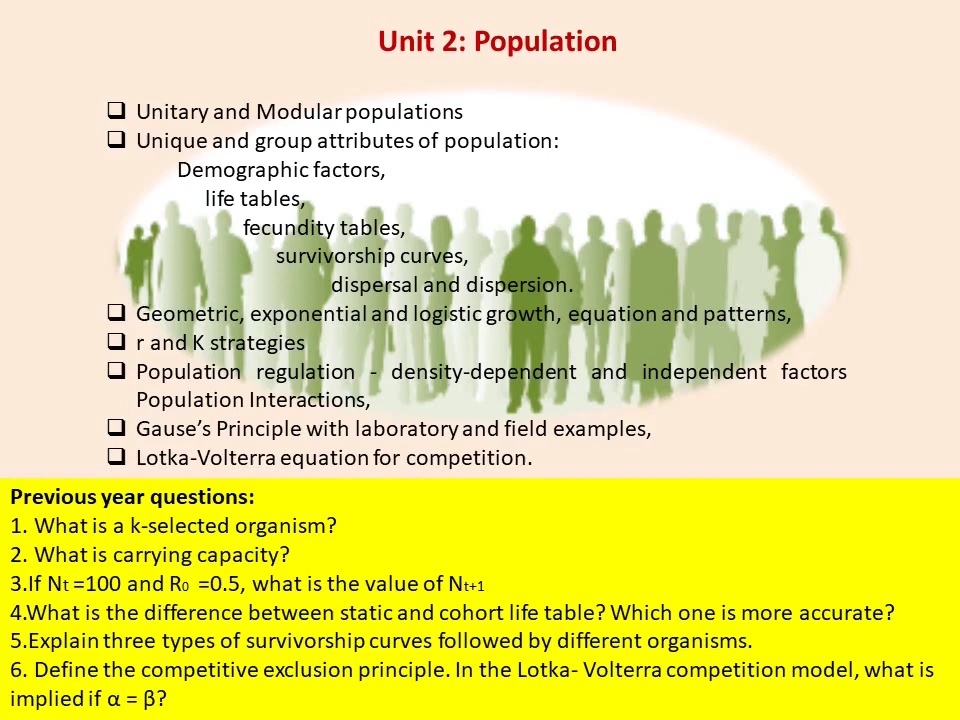 Unit 2: Population
❑ Unitary and Modular populations
❑ Unique and group attributes of population:
Demographic factors,
life tables,
fecundity tables,
survivorship curves,
dispersal and dispersion.
❑ Geometric, exponential and logistic growth, equation and patterns,
❑ r and K strategies
❑ Population regulation - density-dependent and independent factors
Population Interactions,
❑ Gause’s Principle with laboratory and field examples,
❑ Lotka-Volterra equation for competition.
Previous year questions:
1. What is a k-selected organism?
2. What is carrying capacity?
3.If Nt =100 and R0 =0.5, what is the value of Nt+1
4.What is the difference between static and cohort life table? Which one is more accurate?
5.Explain three types of survivorship curves followed by different organisms.
6. Define the competitive exclusion principle. In the Lotka- Volterra competition model, what is
implied if α = β?